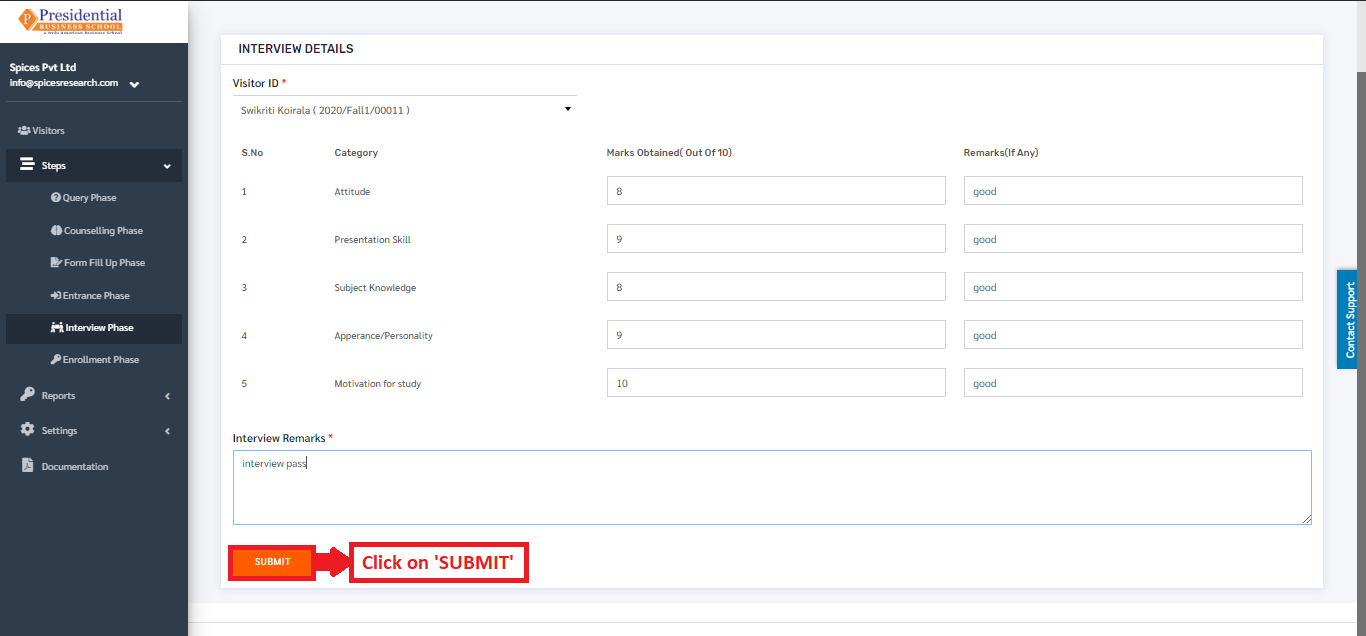 Presidential
BUSINESS SCHOOL
Spices Pvt Ltd
info@spicesresearch.com
Visitors
Steps
Query Phase
Counselling Phase
Form Fill Up Phase
Entrance Phase
Interview Phase
Enrollment Phase
Reports
Settings
Documentation
INTERVIEW DETAILS
Visitor ID *
Swikriti Koirala ( 2020/Fall1/00011 )
S.No Category Marks Obtained( Out Of 10) Remarks(If Any)
1 Attitude 8 good
2 Presentation Skill 9 good
3 Subject Knowledge 8 good
4 Apperance/Personality 9 good
5 Motivation for study 10 good
Interview Remarks *
interview pass
SUBMIT
Click on 'SUBMIT'
Contact Support